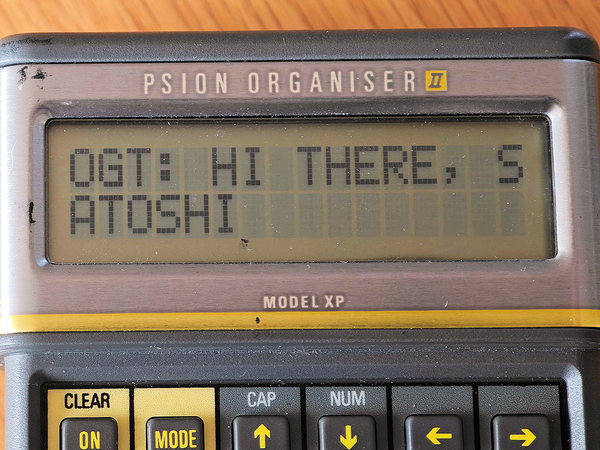 PSION ORGANISER II
OGT: HI THERE, S
ATOSHI
MODEL XP
CLEAR CAP NUM
ON MODE ↑ ↓ ← →